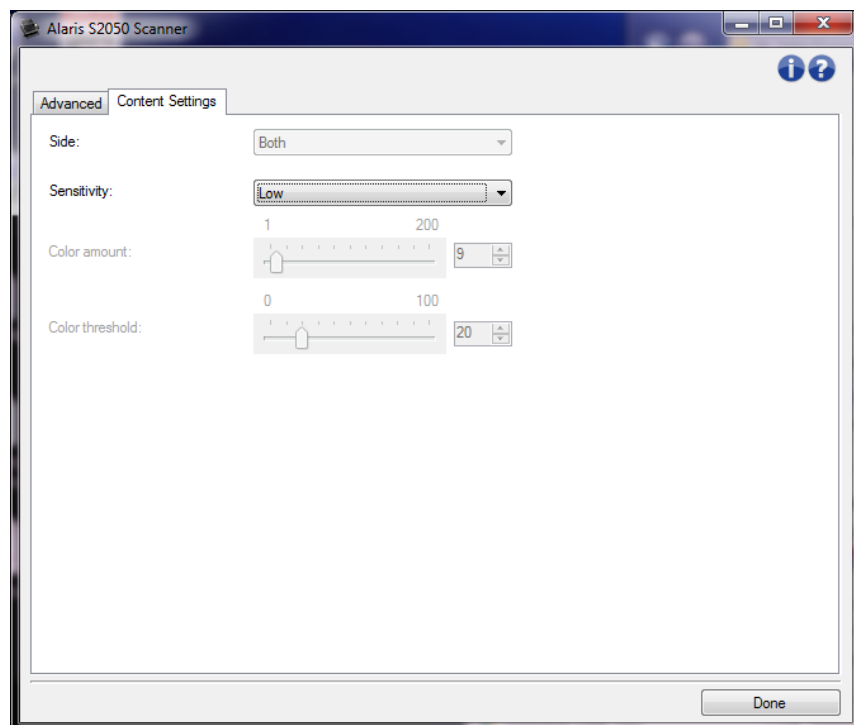 Alaris S2050 Scanner
Advanced Content Settings
Side: Both
Sensitivity: Low
1 200
Color amount: 9
0 100
Color threshold: 20
Done